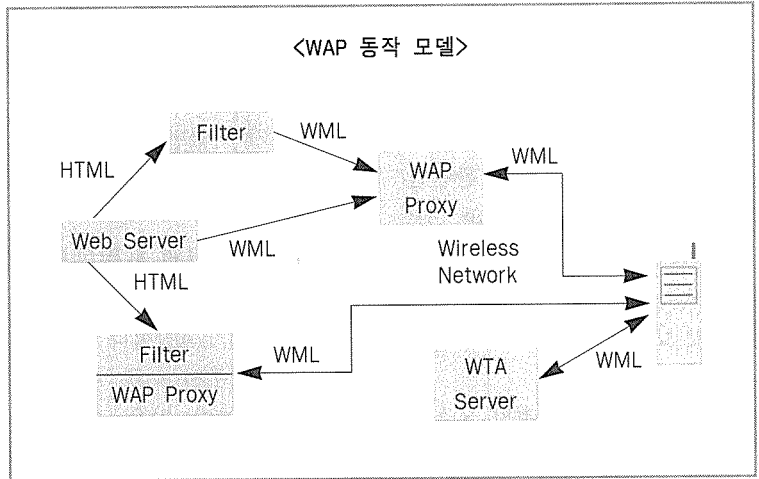 <WAP 동작 모델>
Filter
WML
HTML
WAP
Proxy
WML
Web Server
WML
Wireless
Network
HTML
Filter
WAP Proxy
WML
WTA
Server
WML